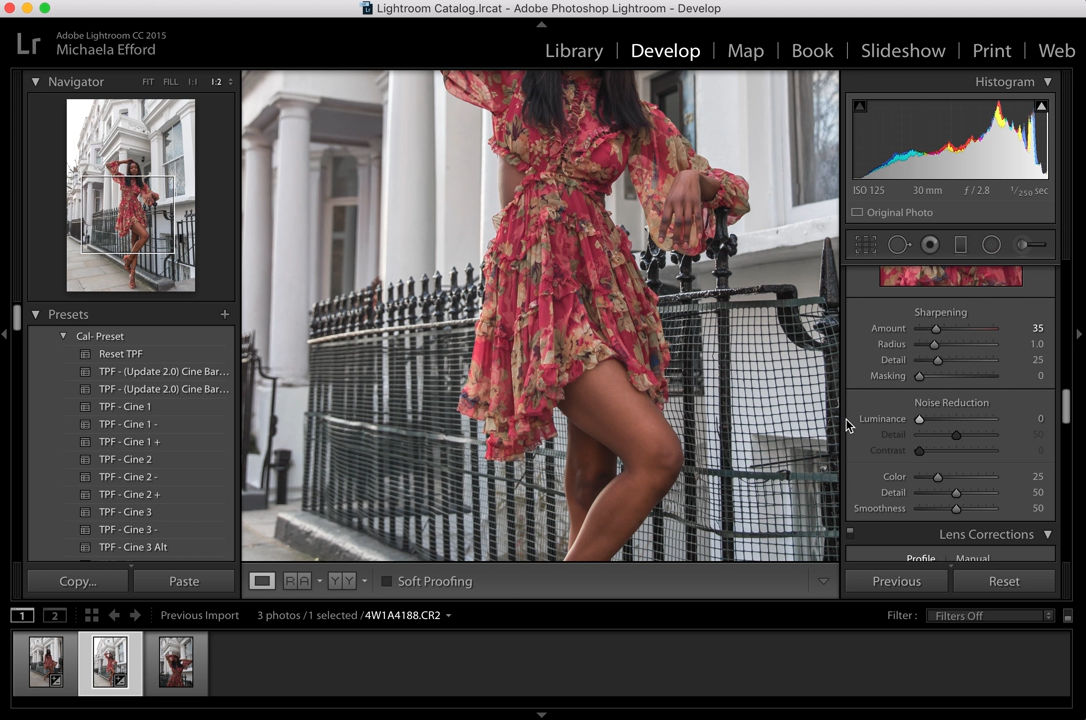 Lightroom Catalog.lrcat - Adobe Photoshop Lightroom - Develop
Lr
Adobe Lightroom CC 2015
Michaela Efford
Library | Develop | Map | Book | Slideshow | Print | Web
Navigator FIT FILL 1:1 1:2
Presets +
Cal- Preset
Reset TPF
TPF - (Update 2.0) Cine Bar...
TPF - (Update 2.0) Cine Bar...
TPF - Cine 1
TPF - Cine 1 -
TPF - Cine 1 +
TPF - Cine 2
TPF - Cine 2 -
TPF - Cine 2 +
TPF - Cine 3
TPF - Cine 3 -
TPF - Cine 3 Alt
Copy... Paste
Histogram
ISO 125 30 mm ƒ / 2.8 1/250 sec
Original Photo
Sharpening
Amount 35
Radius 1.0
Detail 25
Masking 0
Noise Reduction
Luminance 0
Detail 50
Contrast 0
Color 25
Detail 50
Smoothness 50
Lens Corrections
Profile Manual
Previous Reset
R A Y Y Soft Proofing
1 2 Previous Import 3 photos / 1 selected / 4W1A4188.CR2
Filter : Filters Off